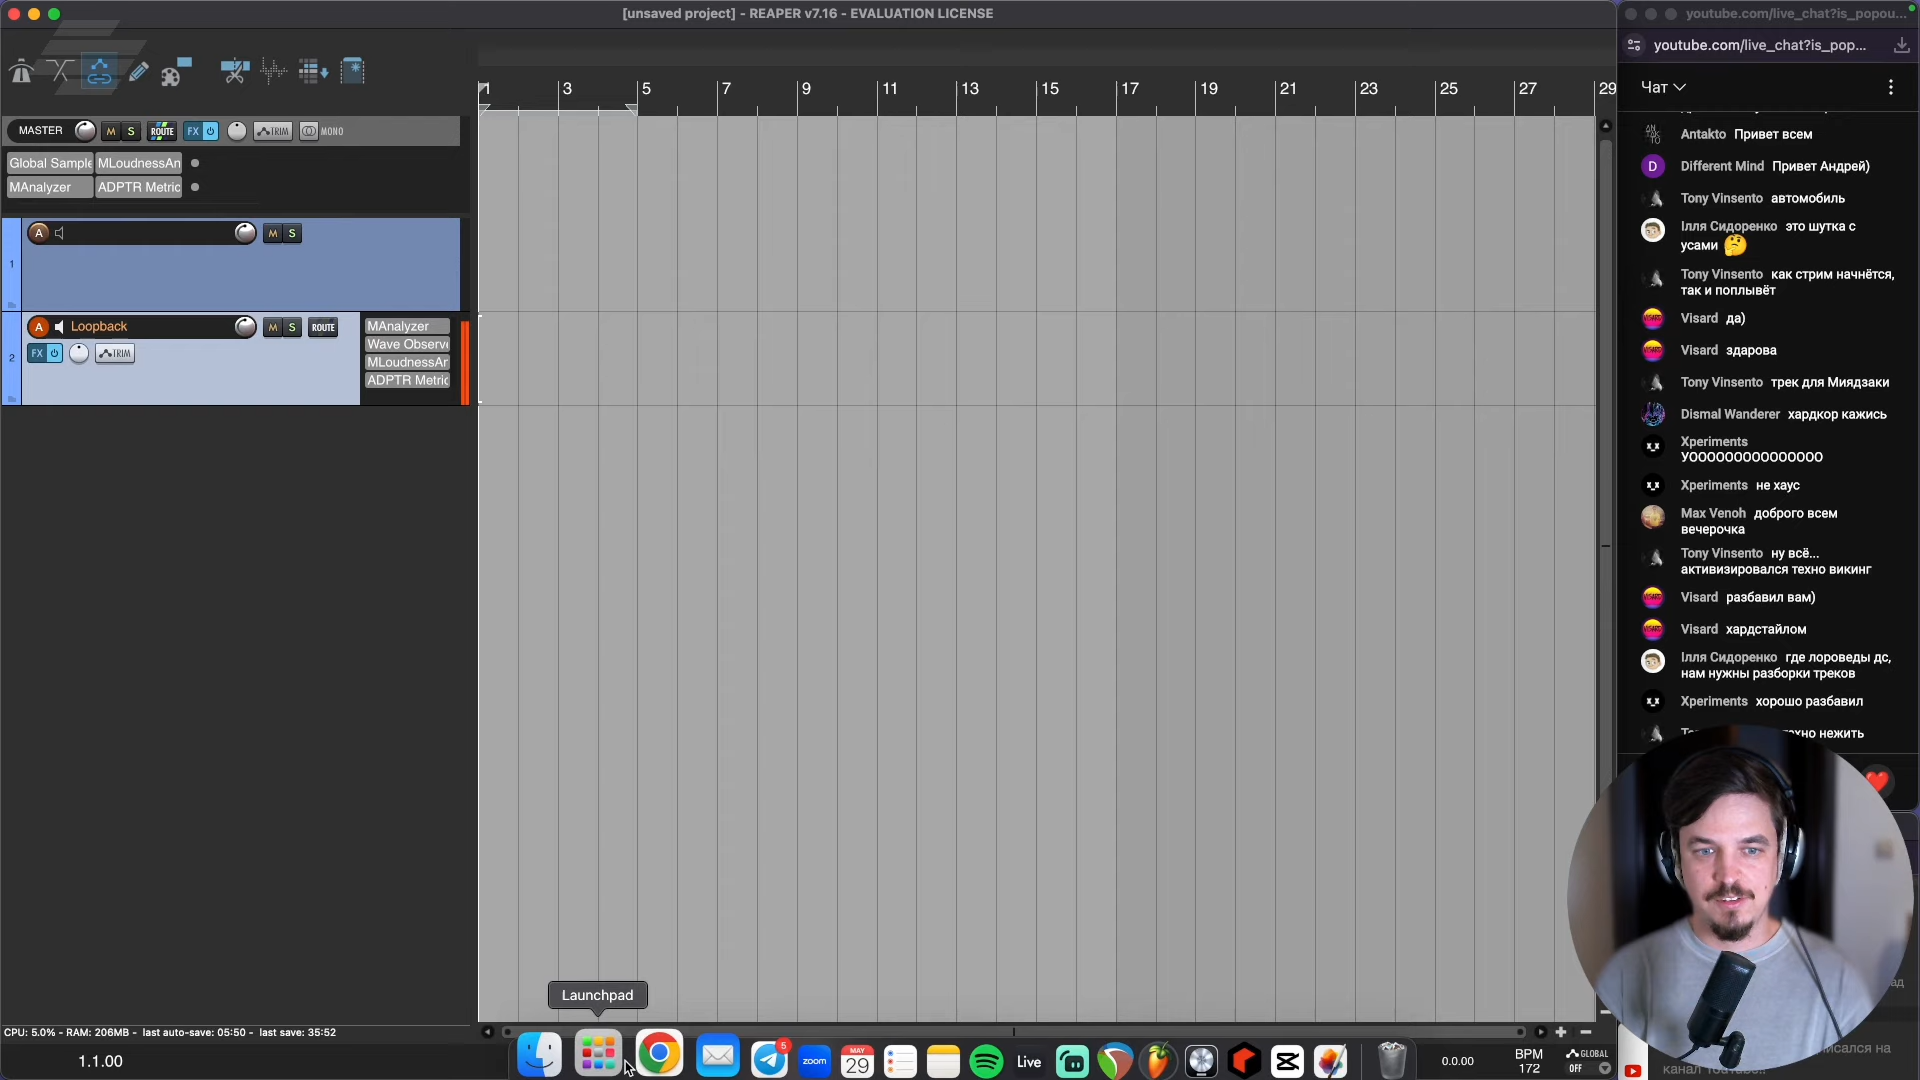 [unsaved project] - REAPER v7.16 - EVALUATION LICENSE
1 3 5 7 9 11 13 15 17 19 21 23 25 27 29
MASTER M S ROUTE FX TRIM MONO
Global Sample MLoudnessAn
MAnalyzer ADPTR Metric
1
A M S
2
A Loopback M S ROUTE
FX TRIM
MAnalyzer
Wave Observe
MLoudnessAn
ADPTR Metric
Launchpad
CPU: 5.0% - RAM: 206MB - last auto-save: 05:50 - last save: 35:52
1.1.00
5
zoom
MAY
29
Live
0.0.00
BPM
172
GLOBAL
OFF
youtube.com/live_chat?is_popou...
youtube.com/live_chat?is_pop...
Чат
Antakto Привет всем
D Different Mind Привет Андрей)
Tony Vinsento автомобиль
Ілля Сидоренко это шутка с
усами 🤔
Tony Vinsento как стрим начнётся,
так и поплывёт
Visard да)
Visard здарова
Tony Vinsento трек для Миядзаки
Dismal Wanderer хардкор кажись
Xperiments
УООООООООООООООО
Xperiments не хаус
Max Venoh доброго всем
вечерочка
Tony Vinsento ну всё...
активизировался техно викинг
Visard разбавил вам)
Visard хардстайлом
Ілля Сидоренко где лороведы дс,
нам нужны разборки треков
Xperiments хорошо разбавил
нежить